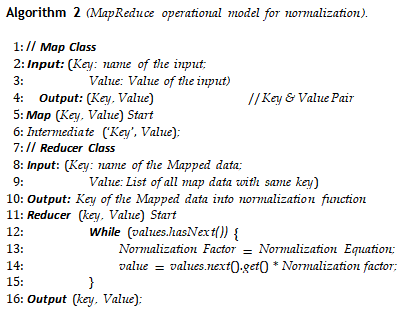 Algorithm 2 (MapReduce operational model for normalization).
1: // Map Class
2: Input: (Key: name of the input;
3: Value: Value of the input)
4: Output: (Key, Value) // Key & Value Pair
5: Map (Key, Value) Start
6: Intermediate ('Key', Value);
7: // Reducer Class
8: Input: (Key: name of the Mapped data;
9: Value: List of all map data with same key)
10: Output: Key of the Mapped data into normalization function
11: Reducer (key, Value) Start
12: While (values.hasNext()) {
13: Normalization Factor = Normalization Equation;
14: value = values.next().get() * Normalization factor;
15: }
16: Output (key, Value);